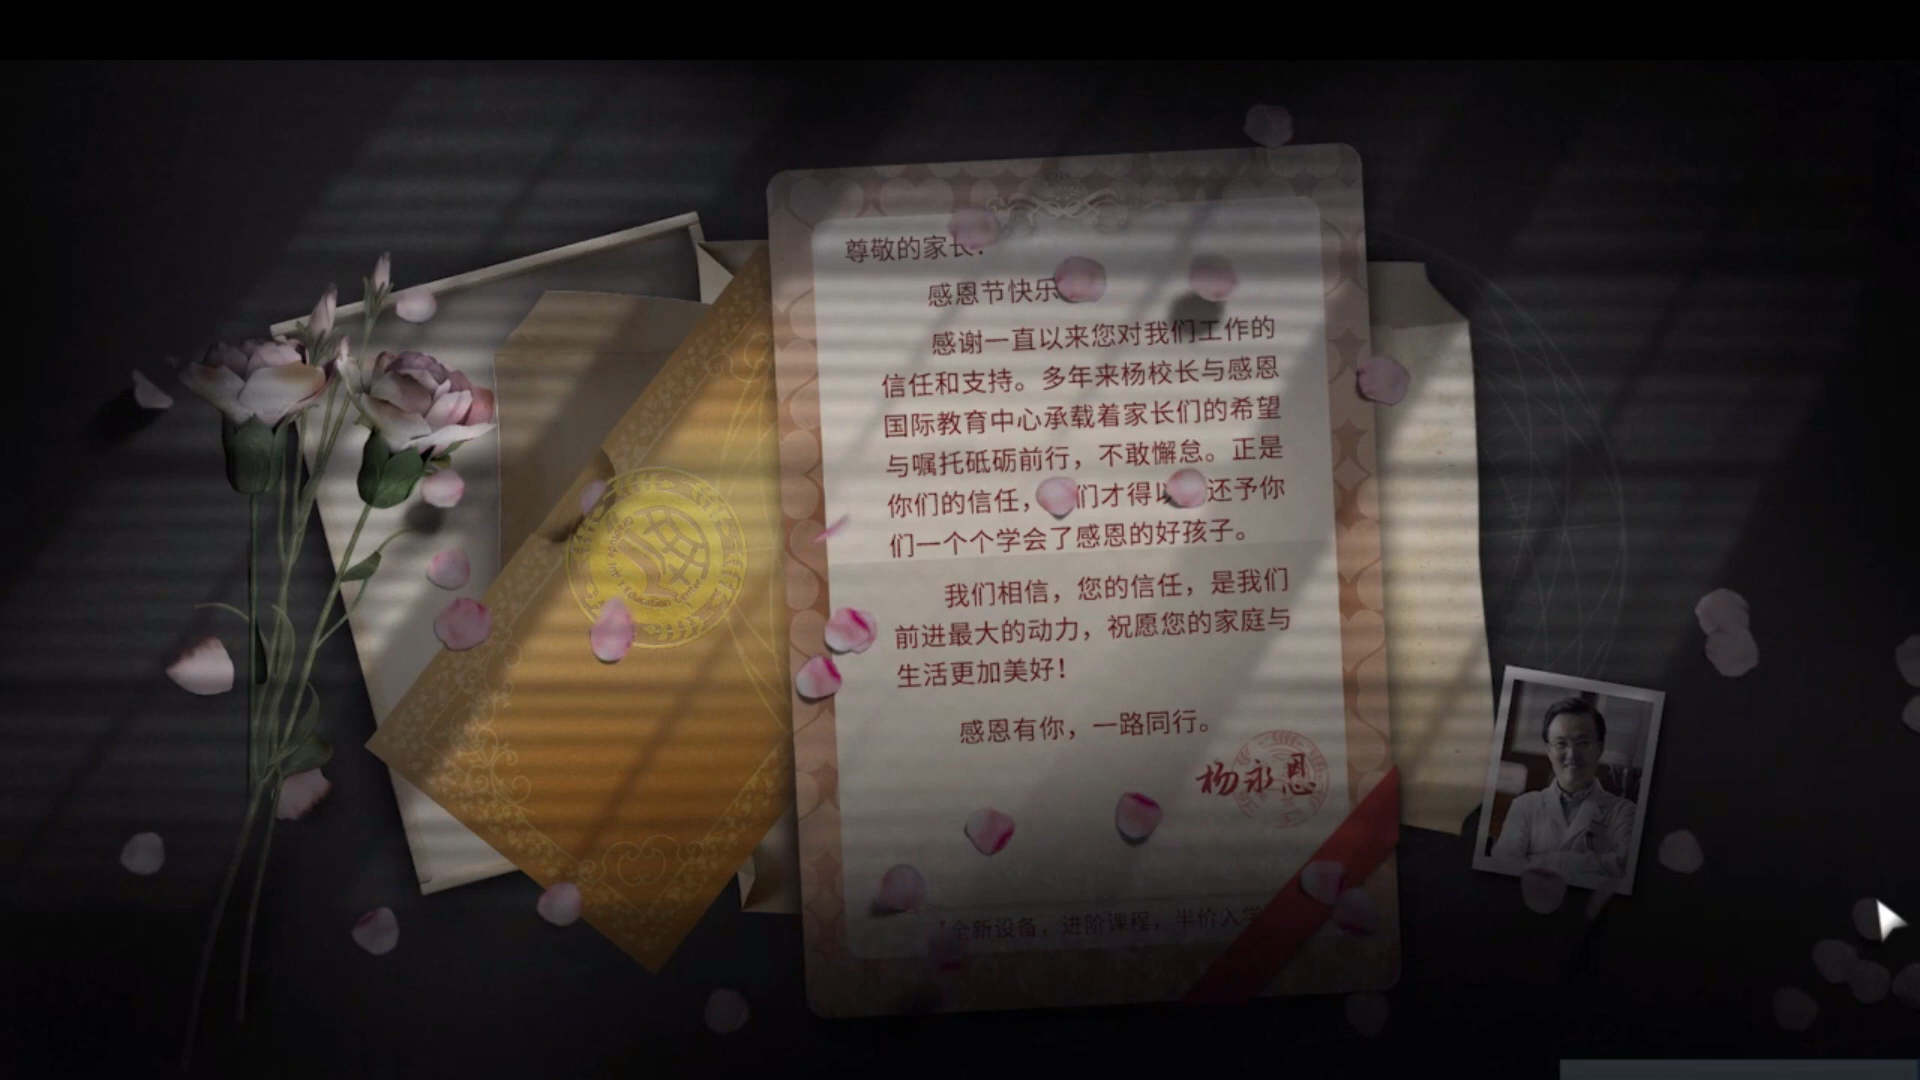 尊敬的家长：
感恩节快乐
感谢一直以来您对我们工作的
信任和支持。多年来杨校长与感恩
国际教育中心承载着家长们的希望
与嘱托砥砺前行，不敢懈怠。正是
你们的信任，们才得以还予你
们一个个学会了感恩的好孩子。
我们相信，您的信任，是我们
前进最大的动力，祝愿您的家庭与
生活更加美好！
感恩有你，一路同行。
杨永恩
「全新设备，进阶课程，半价入学
Education Center